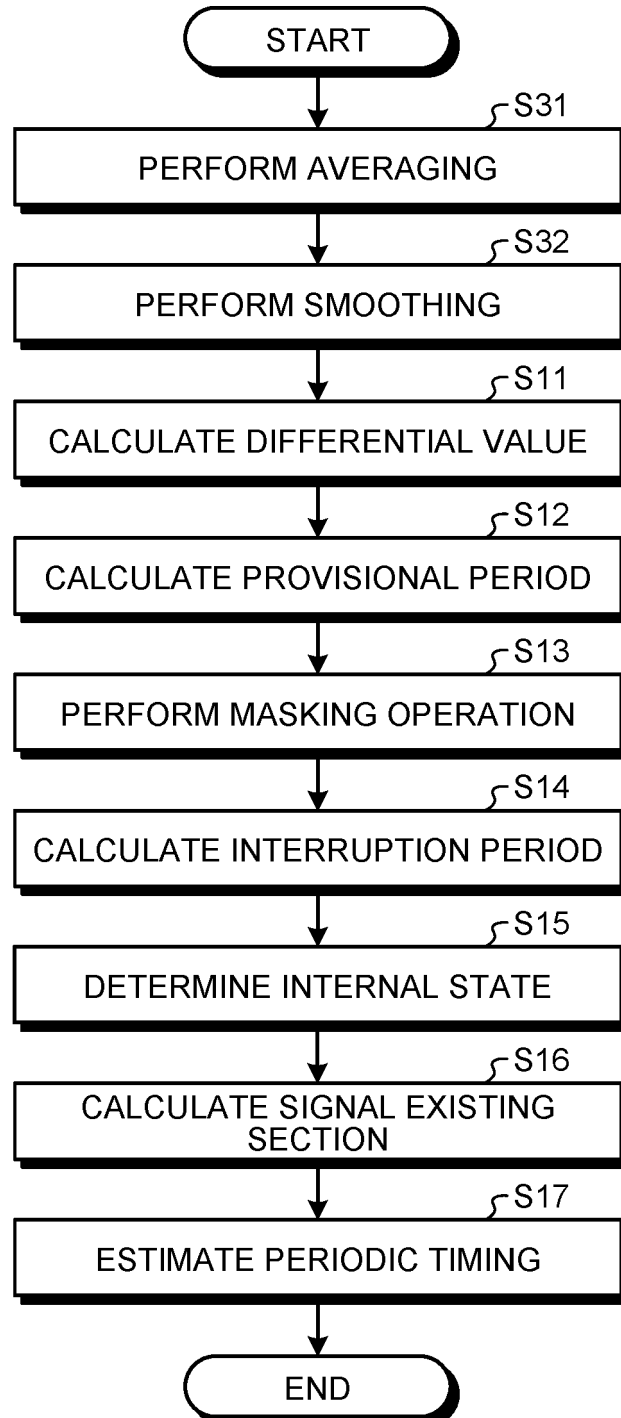 START
S31
PERFORM AVERAGING
S32
PERFORM SMOOTHING
S11
CALCULATE DIFFERENTIAL VALUE
S12
CALCULATE PROVISIONAL PERIOD
S13
PERFORM MASKING OPERATION
S14
CALCULATE INTERRUPTION PERIOD
S15
DETERMINE INTERNAL STATE
S16
CALCULATE SIGNAL EXISTING
SECTION
S17
ESTIMATE PERIODIC TIMING
END